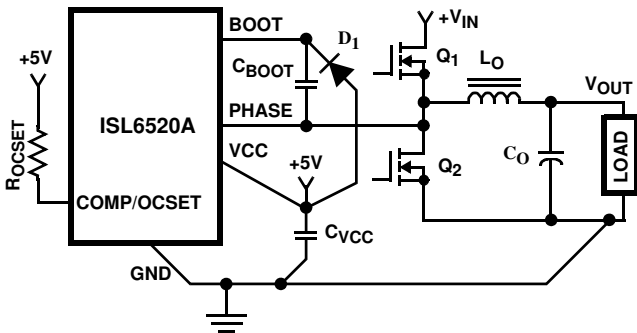 BOOT
D1
+VIN
+5V
CBOOT
Q1
LO
VOUT
PHASE
ISL6520A
ROCSET
VCC
+5V
Q2
CO
LOAD
COMP/OCSET
CVCC
GND